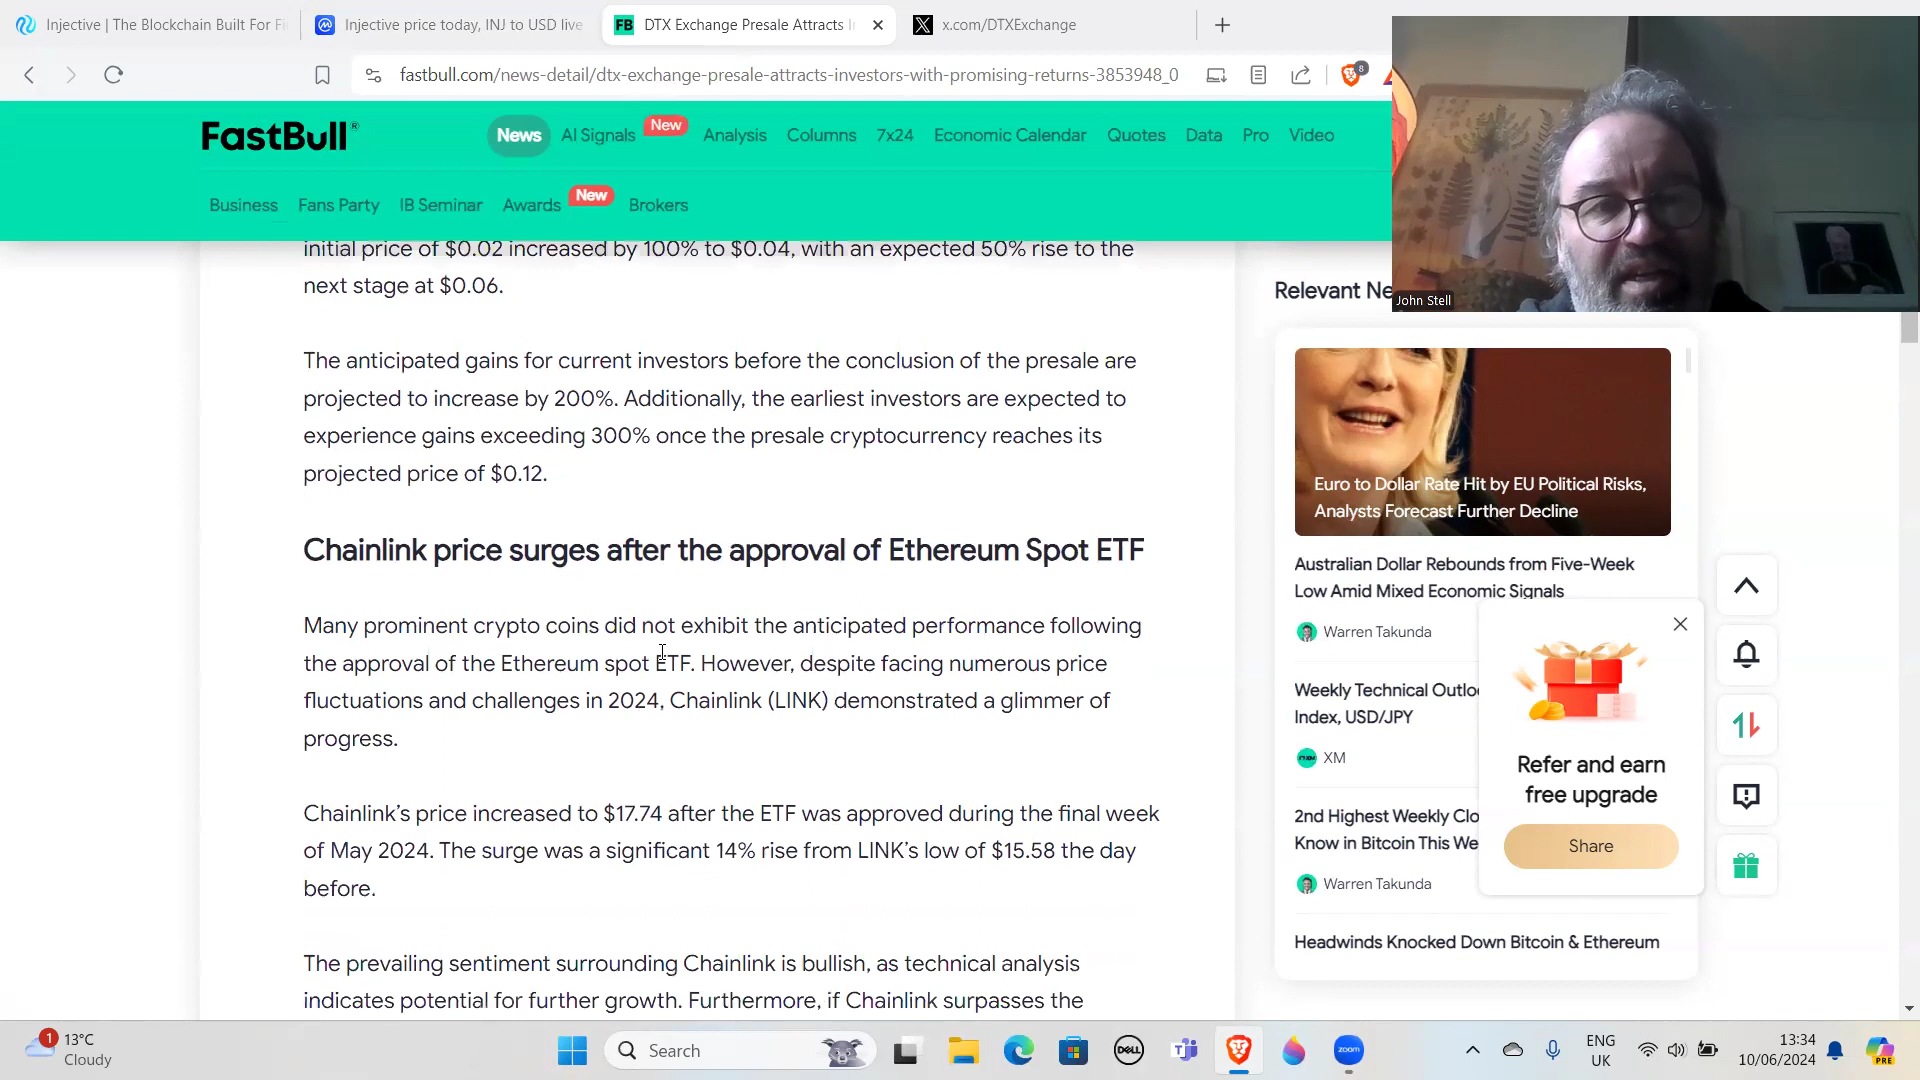 Injective | The Blockchain Built For Fi
Injective price today, INJ to USD live
FB DTX Exchange Presale Attracts I
x.com/DTXExchange
fastbull.com/news-detail/dtx-exchange-presale-attracts-investors-with-promising-returns-3853948_0
8
FastBull®
News
AI Signals
New
Analysis
Columns
7x24
Economic Calendar
Quotes
Data
Pro
Video
Business
Fans Party
IB Seminar
Awards
New
Brokers
initial price of $0.02 increased by 100% to $0.04, with an expected 50% rise to the
next stage at $0.06.
The anticipated gains for current investors before the conclusion of the presale are
projected to increase by 200%. Additionally, the earliest investors are expected to
experience gains exceeding 300% once the presale cryptocurrency reaches its
projected price of $0.12.
Chainlink price surges after the approval of Ethereum Spot ETF
Many prominent crypto coins did not exhibit the anticipated performance following
the approval of the Ethereum spot ETF. However, despite facing numerous price
fluctuations and challenges in 2024, Chainlink (LINK) demonstrated a glimmer of
progress.
Chainlink’s price increased to $17.74 after the ETF was approved during the final week
of May 2024. The surge was a significant 14% rise from LINK’s low of $15.58 the day
before.
The prevailing sentiment surrounding Chainlink is bullish, as technical analysis
indicates potential for further growth. Furthermore, if Chainlink surpasses the
John Stell
Relevant Ne
Euro to Dollar Rate Hit by EU Political Risks,
Analysts Forecast Further Decline
Australian Dollar Rebounds from Five-Week
Low Amid Mixed Economic Signals
Warren Takunda
Weekly Technical Outlo
Index, USD/JPY
XM
2nd Highest Weekly Clo
Know in Bitcoin This We
Warren Takunda
Headwinds Knocked Down Bitcoin & Ethereum
Refer and earn
free upgrade
Share
1
13°C
Cloudy
Search
DELL
zoom
ENG
UK
13:34
10/06/2024
PRE